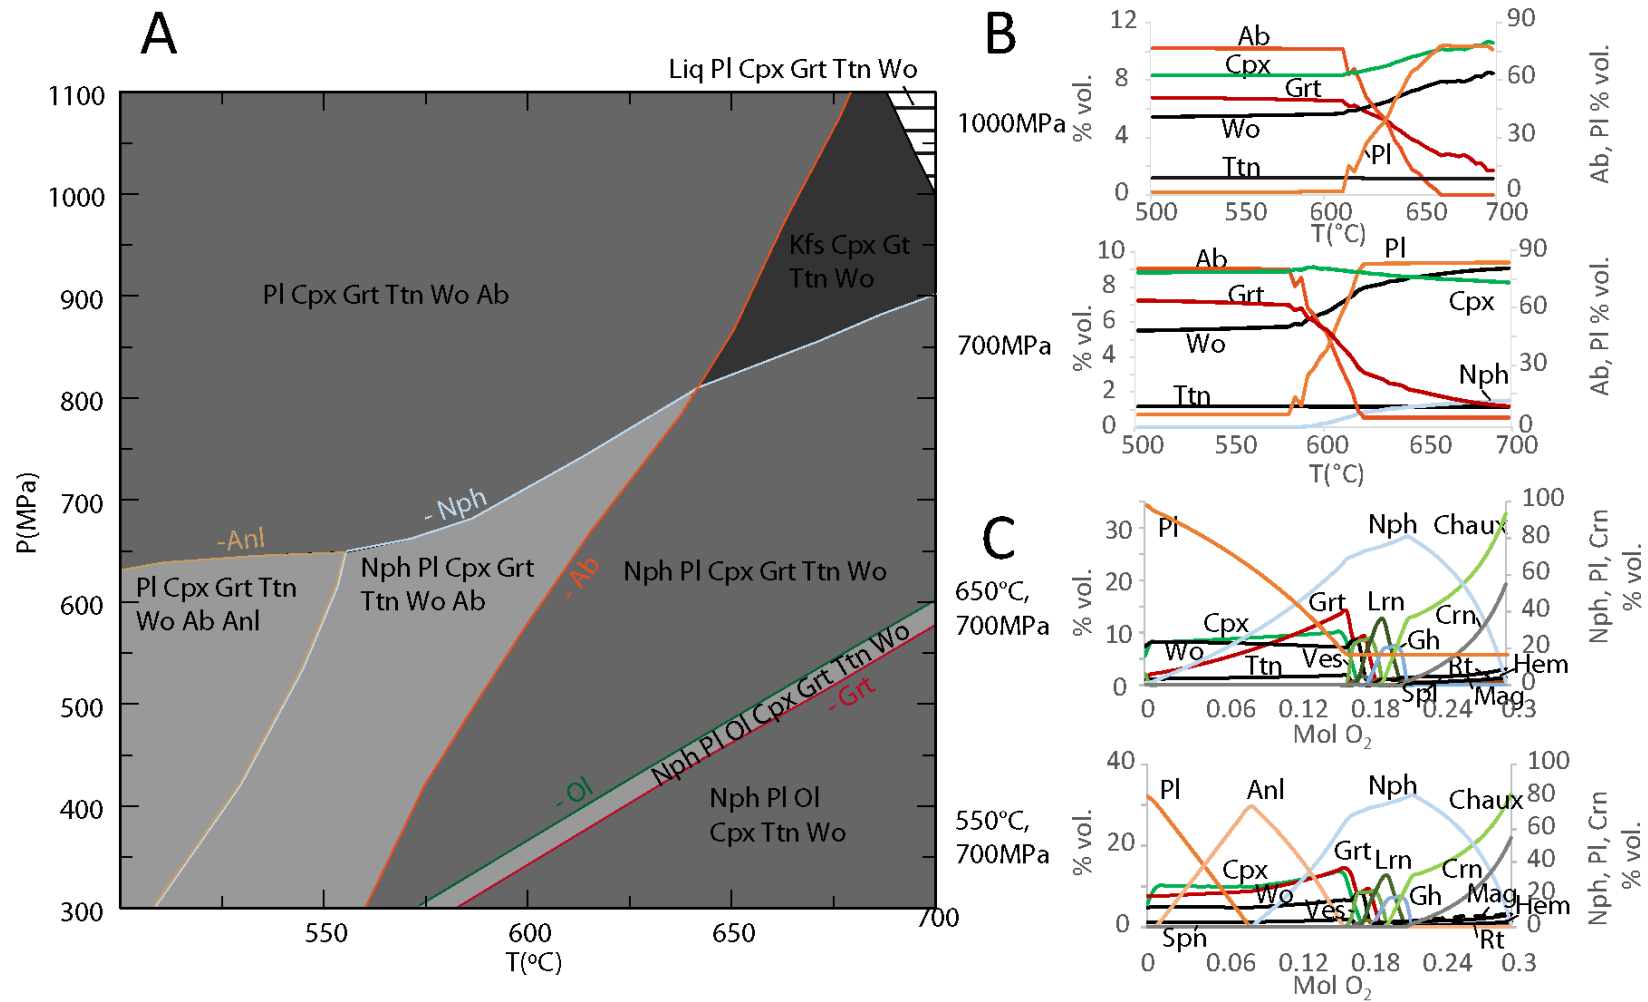 A
Liq Pl Cpx Grt Ttn Wo
1100
1000
900
800
700
600
500
400
300
P(MPa)
550
600
650
700
T(ºC)
Pl Cpx Grt Ttn Wo Ab
Kfs Cpx Gt
Ttn Wo
-Anl
- Nph
- Ab
Pl Cpx Grt Ttn
Wo Ab Anl
Nph Pl Cpx Grt
Ttn Wo Ab
Nph Pl Cpx Grt Ttn Wo
Nph Pl Ol Cpx Grt Ttn Wo
- Ol
- Grt
Nph Pl Ol
Cpx Ttn Wo
B
1000MPa
12
8
4
0
% vol.
90
60
30
0
Ab, Pl % vol.
Ab
Cpx
Grt
Wo
Pl
Ttn
500
550
600
650
700
T(°C)
700MPa
10
8
6
4
2
0
% vol.
90
60
30
0
Ab, Pl % vol.
Ab
Pl
Grt
Cpx
Wo
Nph
Ttn
500
550
600
650
700
T(°C)
C
650°C,
700MPa
30
20
10
0
% vol.
100
80
60
40
20
0
Nph, Pl, Crn
% vol.
Pl
Nph
Chaux
Grt
Lrn
Crn
Cpx
Wo
Gh
Ttn
Ves
Rt
Hem
Spl
Mag
0
0.06
0.12
0.18
0.24
0.3
Mol O2
550°C,
700MPa
40
20
0
% vol.
100
80
60
40
20
0
Nph, Pl, Crn
% vol.
Pl
Anl
Nph
Chaux
Grt
Lrn
Crn
Cpx
Wo
Gh
Mag
Ves
Hem
Sph
Rt
0
0.06
0.12
0.18
0.24
0.3
Mol O2